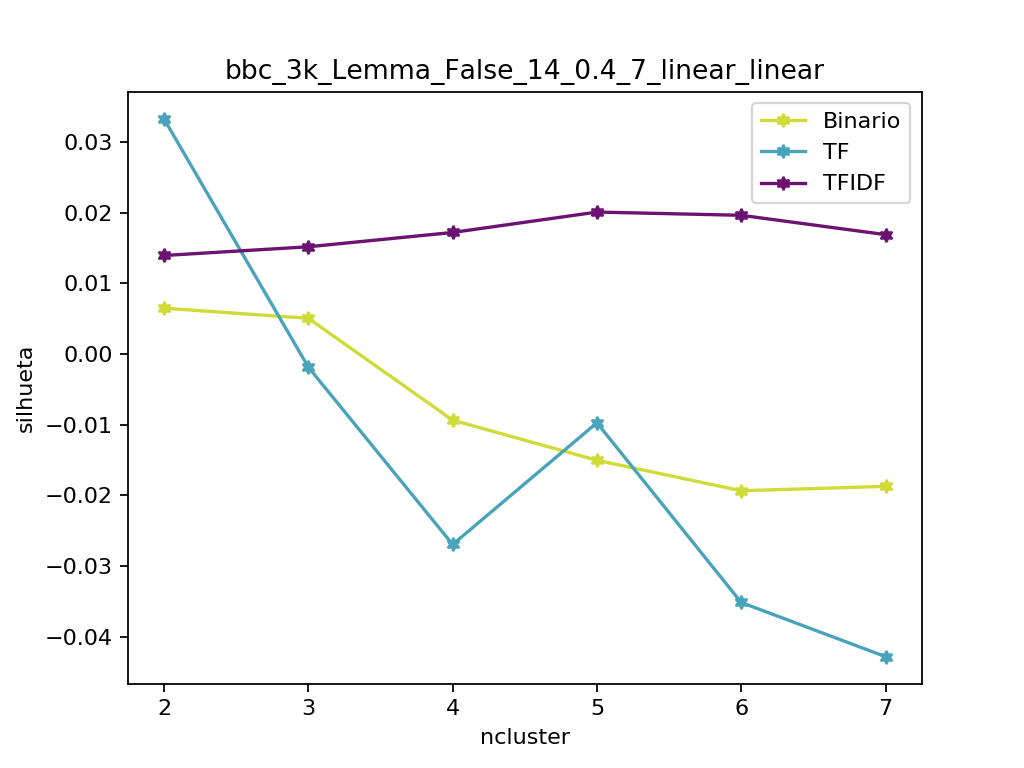 bbc_3k_Lemma_False_14_0.4_7_linear_linear
Binario
TF
TFIDF
silhueta
0.03
0.02
0.01
0.00
−0.01
−0.02
−0.03
−0.04
2 3 4 5 6 7
ncluster